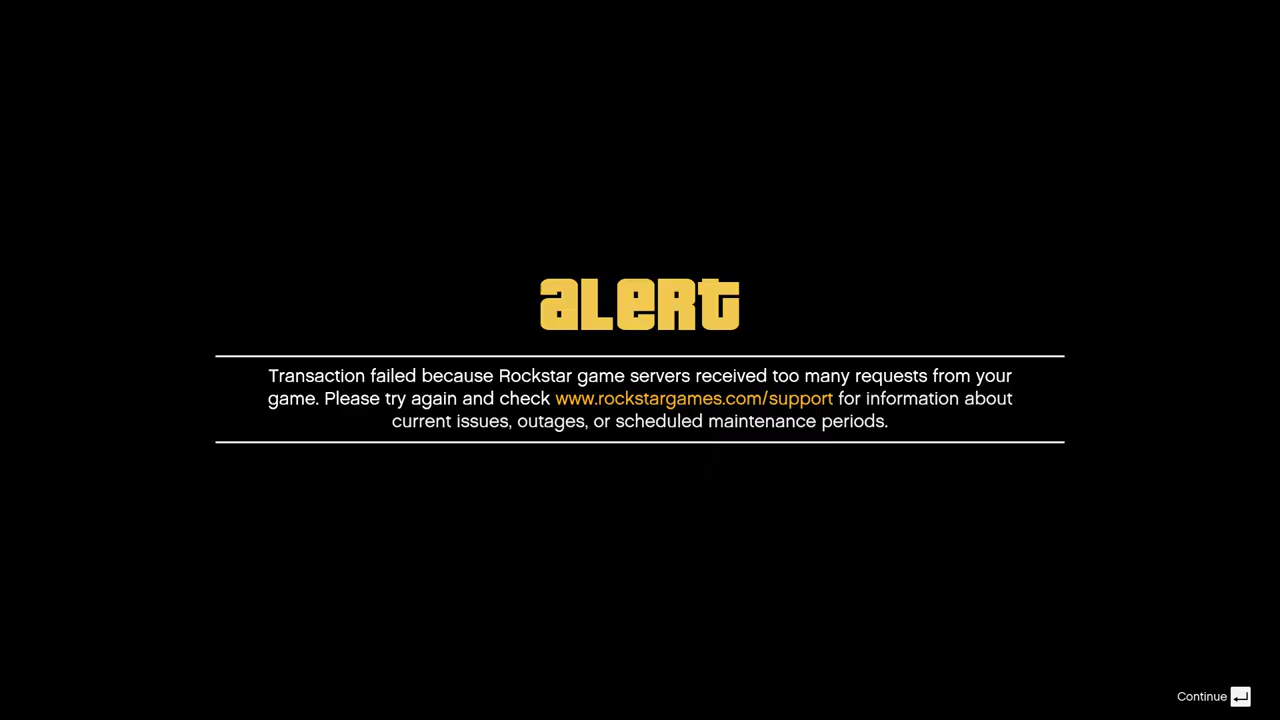 alert
Transaction failed because Rockstar game servers received too many requests from your
game. Please try again and check www.rockstargames.com/support for information about
current issues, outages, or scheduled maintenance periods.
Continue